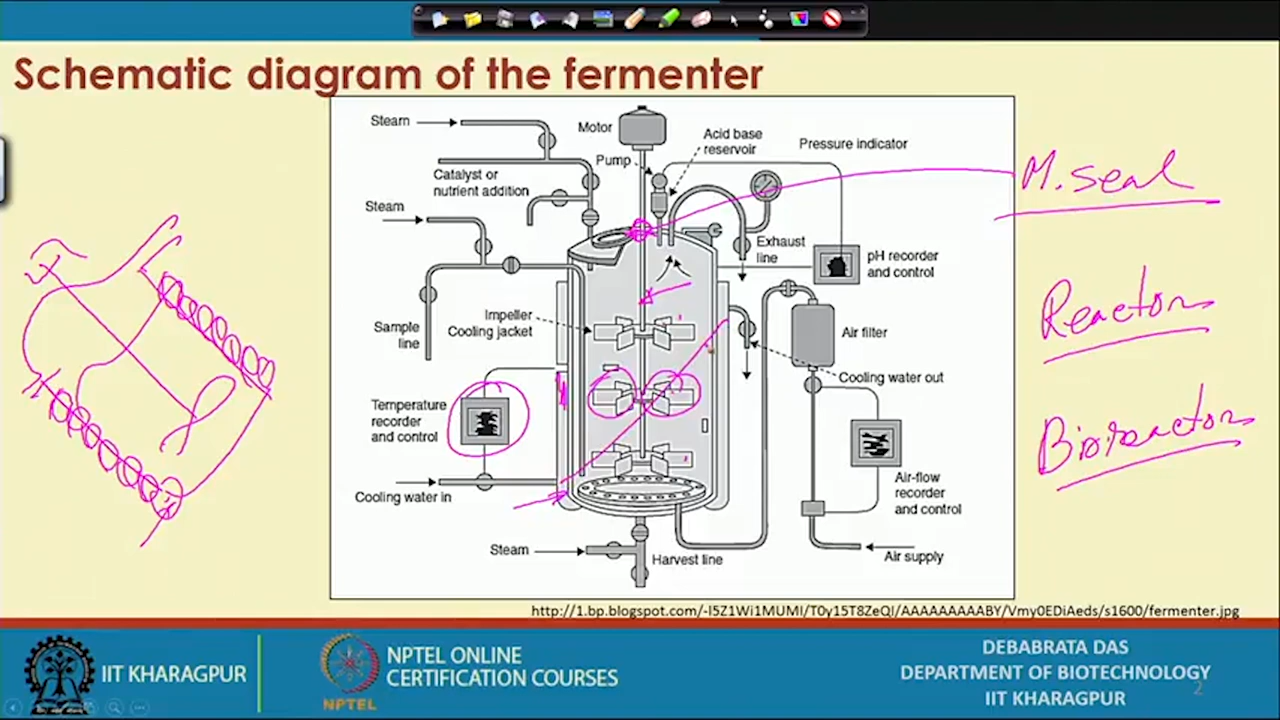 Schematic diagram of the fermenter
Steam
Motor
Acid base
reservoir
Pressure indicator
Pump
Catalyst or
nutrient addition
M. seal
Steam
Exhaust
line
pH recorder
and control
Impeller
Cooling jacket
Sample
line
Air filter
Reactors
Cooling water out
Temperature
recorder
and control
Bioreactors
Cooling water in
Air-flow
recorder
and control
Steam
Harvest line
Air supply
http://1.bp.blogspot.com/-I5Z1Wi1MUMI/T0y15T8ZeQI/AAAAAAAAABY/Vmy0EDiAeds/s1600/fermenter.jpg
IIT KHARAGPUR
NPTEL
NPTEL ONLINE
CERTIFICATION COURSES
DEBABRATA DAS
DEPARTMENT OF BIOTECHNOLOGY
IIT KHARAGPUR
2